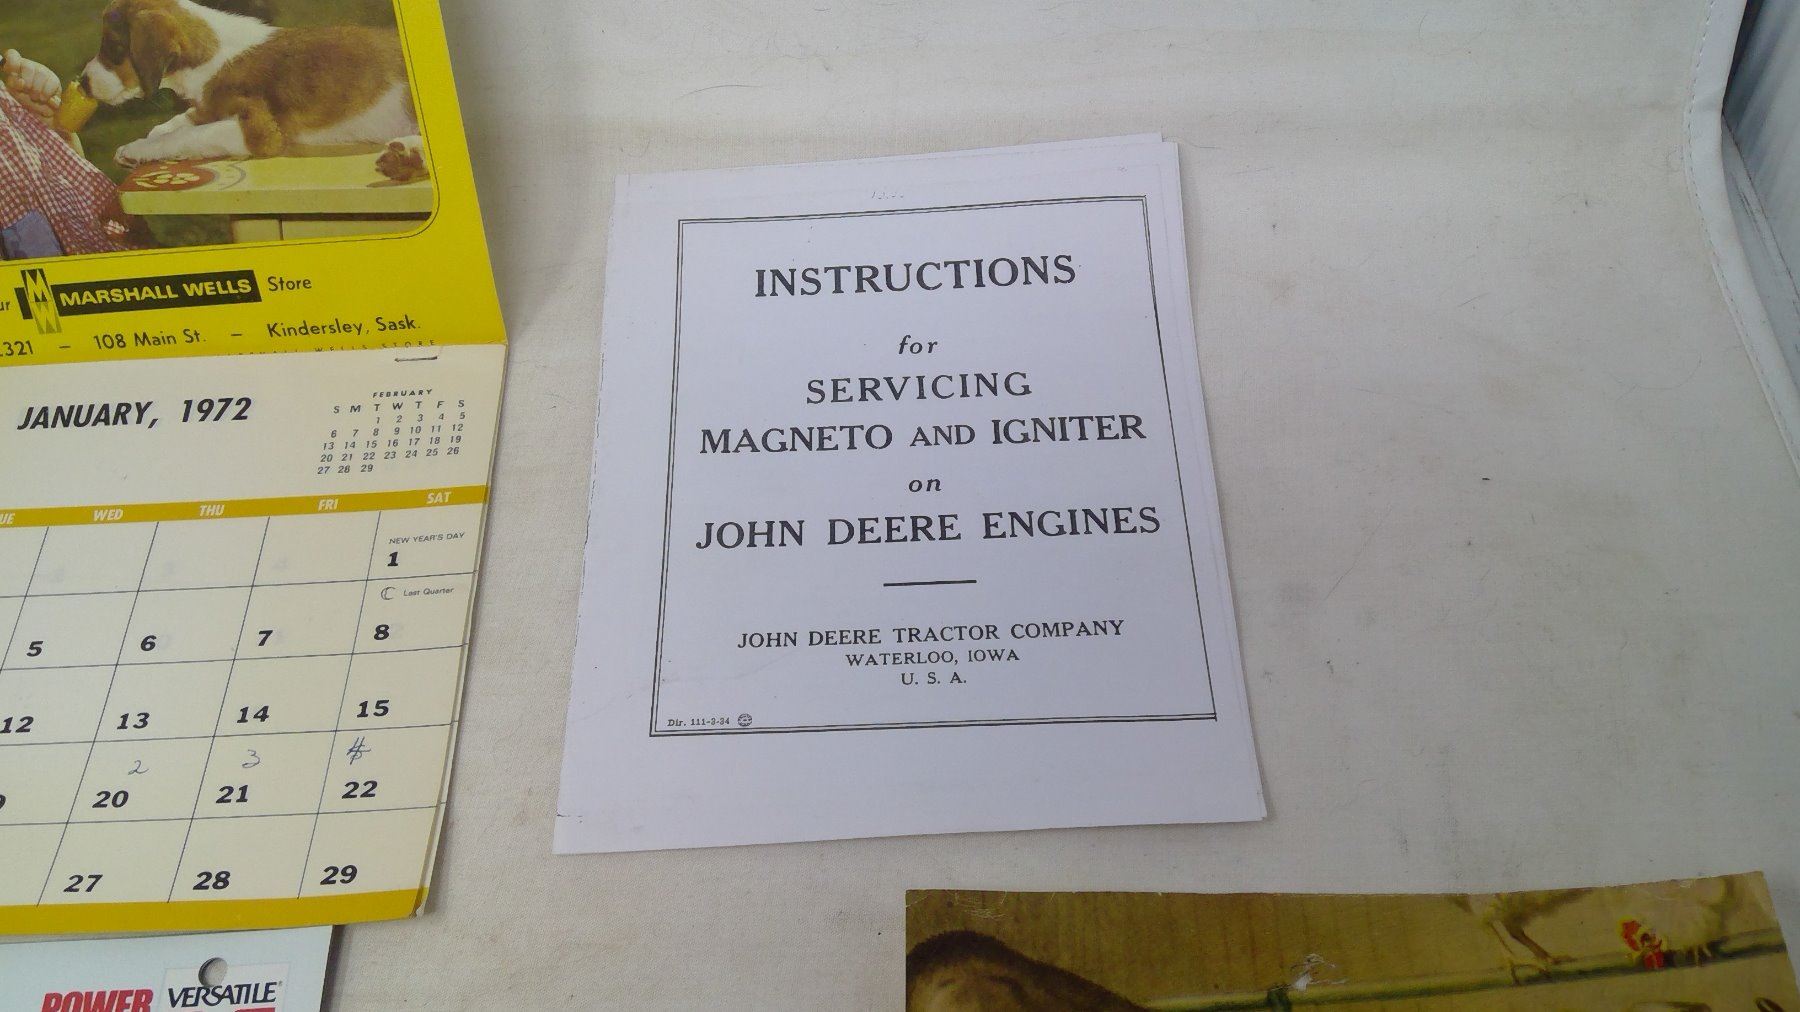 MARSHALL WELLS Store
108 Main St. – Kindersley, Sask.
JANUARY, 1972
FEBRUARY
S M T W T F S
1 2 3 4 5
6 7 8 9 10 11 12
13 14 15 16 17 18 19
20 21 22 23 24 25 26
27 28 29
WED THU FRI SAT
NEW YEAR'S DAY
1
Last Quarter
5 6 7 8
12 13 14 15
2 3
20 21 22
27 28 29
POWER VERSATILE
INSTRUCTIONS
for
SERVICING
MAGNETO AND IGNITER
on
JOHN DEERE ENGINES
JOHN DEERE TRACTOR COMPANY
WATERLOO, IOWA
U. S. A.
Dir. 111-3-34